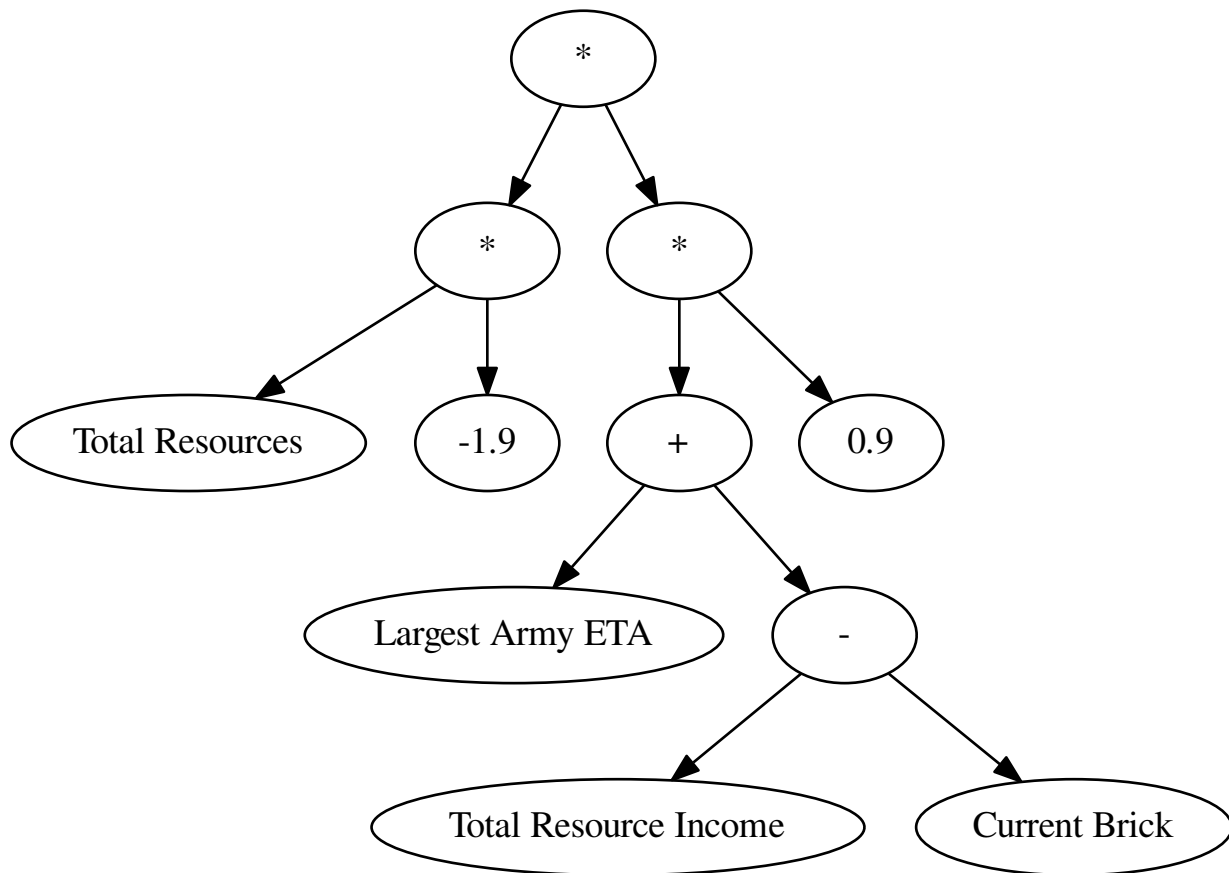 *
*
*
Total Resources
-1.9
+
0.9
Largest Army ETA
-
Total Resource Income
Current Brick